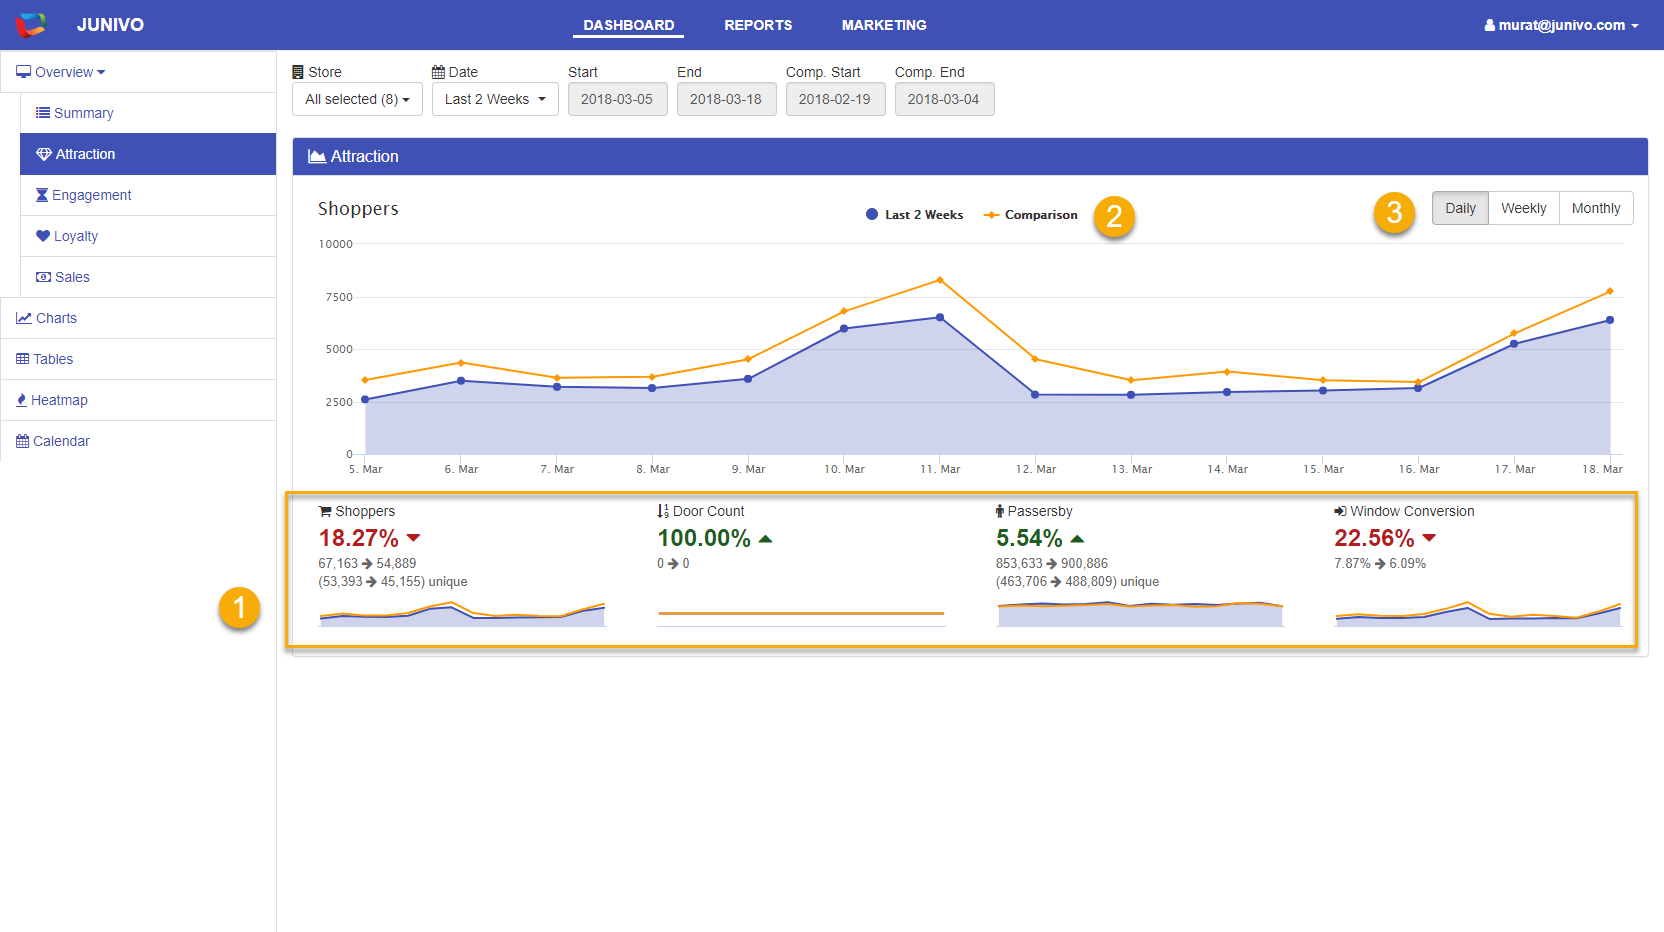 JUNIVO
DASHBOARD
REPORTS
MARKETING
murat@junivo.com
Overview
Summary
Attraction
Engagement
Loyalty
Sales
Charts
Tables
Heatmap
Calendar
Store
Date
Start
End
Comp. Start
Comp. End
All selected (8)
Last 2 Weeks
2018-03-05
2018-03-18
2018-02-19
2018-03-04
Attraction
Shoppers
Last 2 Weeks
Comparison
2
3
Daily
Weekly
Monthly
10000
7500
5000
2500
0
5. Mar
6. Mar
7. Mar
8. Mar
9. Mar
10. Mar
11. Mar
12. Mar
13. Mar
14. Mar
15. Mar
16. Mar
17. Mar
18. Mar
1
Shoppers
18.27%
67,163 → 54,889
(53,393 → 45,155) unique
Door Count
100.00%
0 → 0
Passersby
5.54%
853,633 → 900,886
(463,706 → 488,809) unique
Window Conversion
22.56%
7.87% → 6.09%